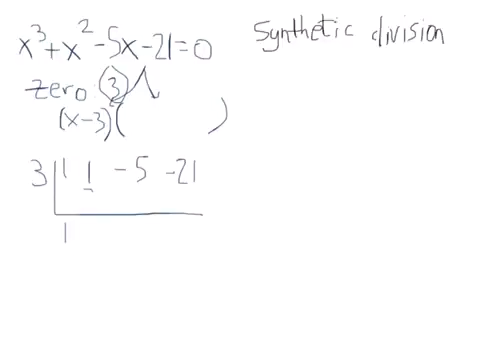 x³+x²-5x-21=0
Synthetic division
zero 3
(x-3)( )
3 1 1 -5 -21
1